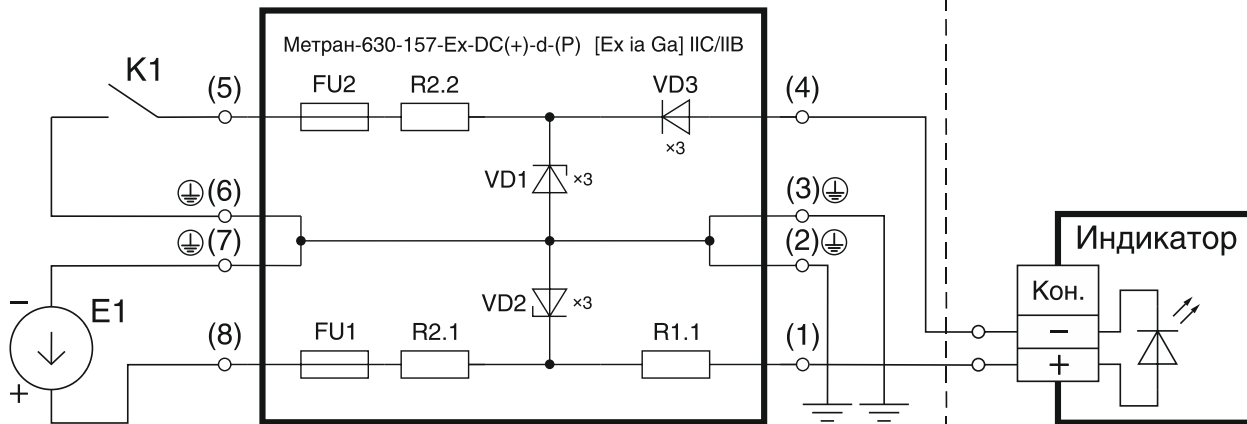 Метран-630-157-Ex-DC(+)-d-(P) [Ex ia Ga] IIC/IIB
K1
(5)
FU2
R2.2
VD3
×3
(4)
VD1
×3
(6)
(3)
(7)
(2)
Индикатор
Кон.
−
+
−
E1
+
VD2
×3
(8)
FU1
R2.1
R1.1
(1)